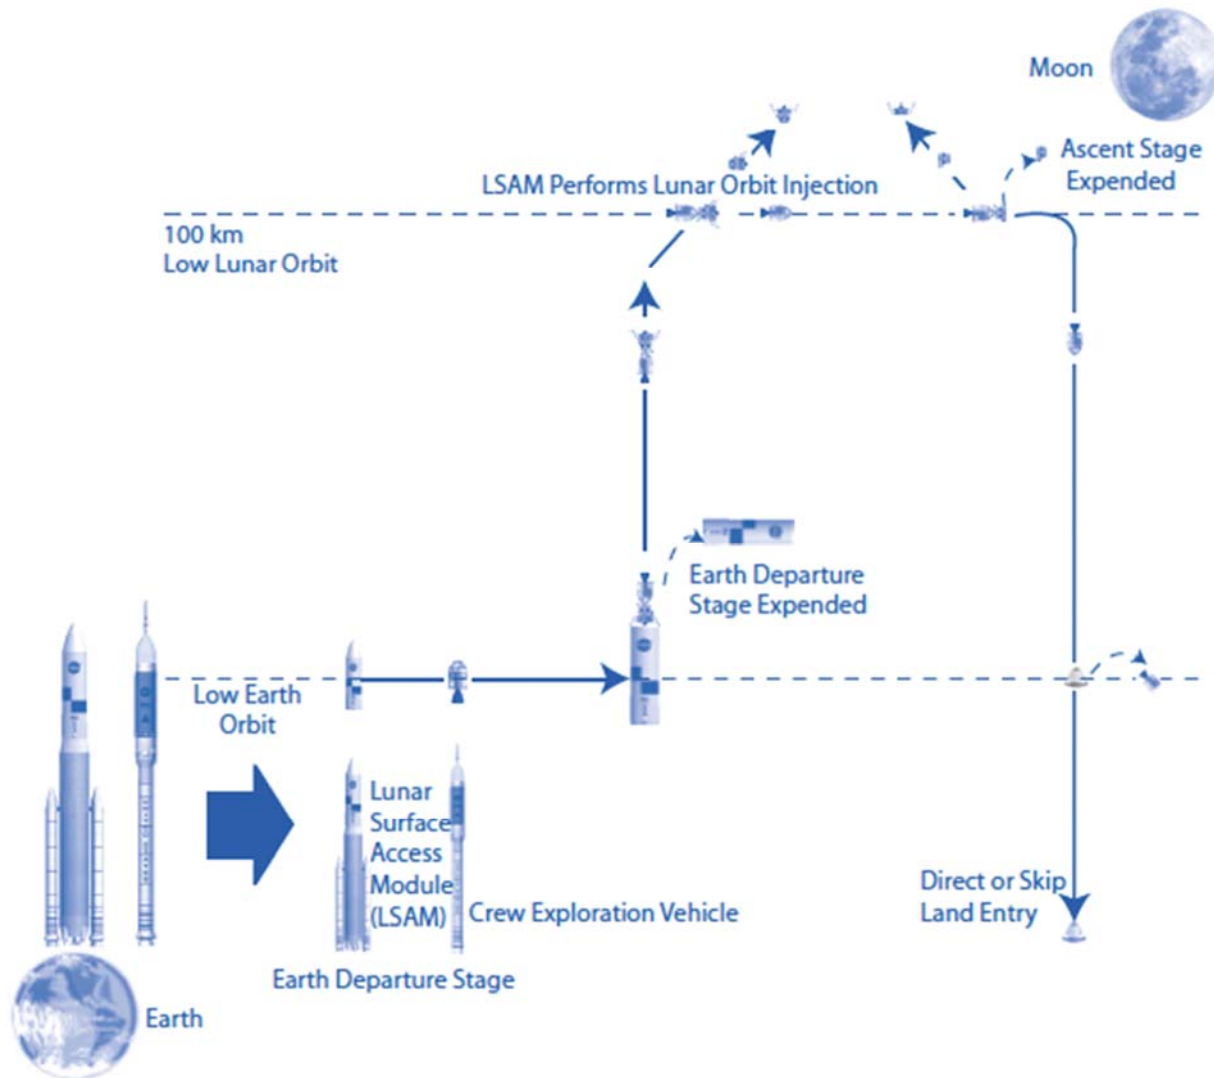 Moon
Ascent Stage
Expended
LSAM Performs Lunar Orbit Injection
100 km
Low Lunar Orbit
Earth Departure
Stage Expended
Low Earth
Orbit
Lunar
Surface
Access
Module
(LSAM)
Crew Exploration Vehicle
Direct or Skip
Land Entry
Earth Departure Stage
Earth